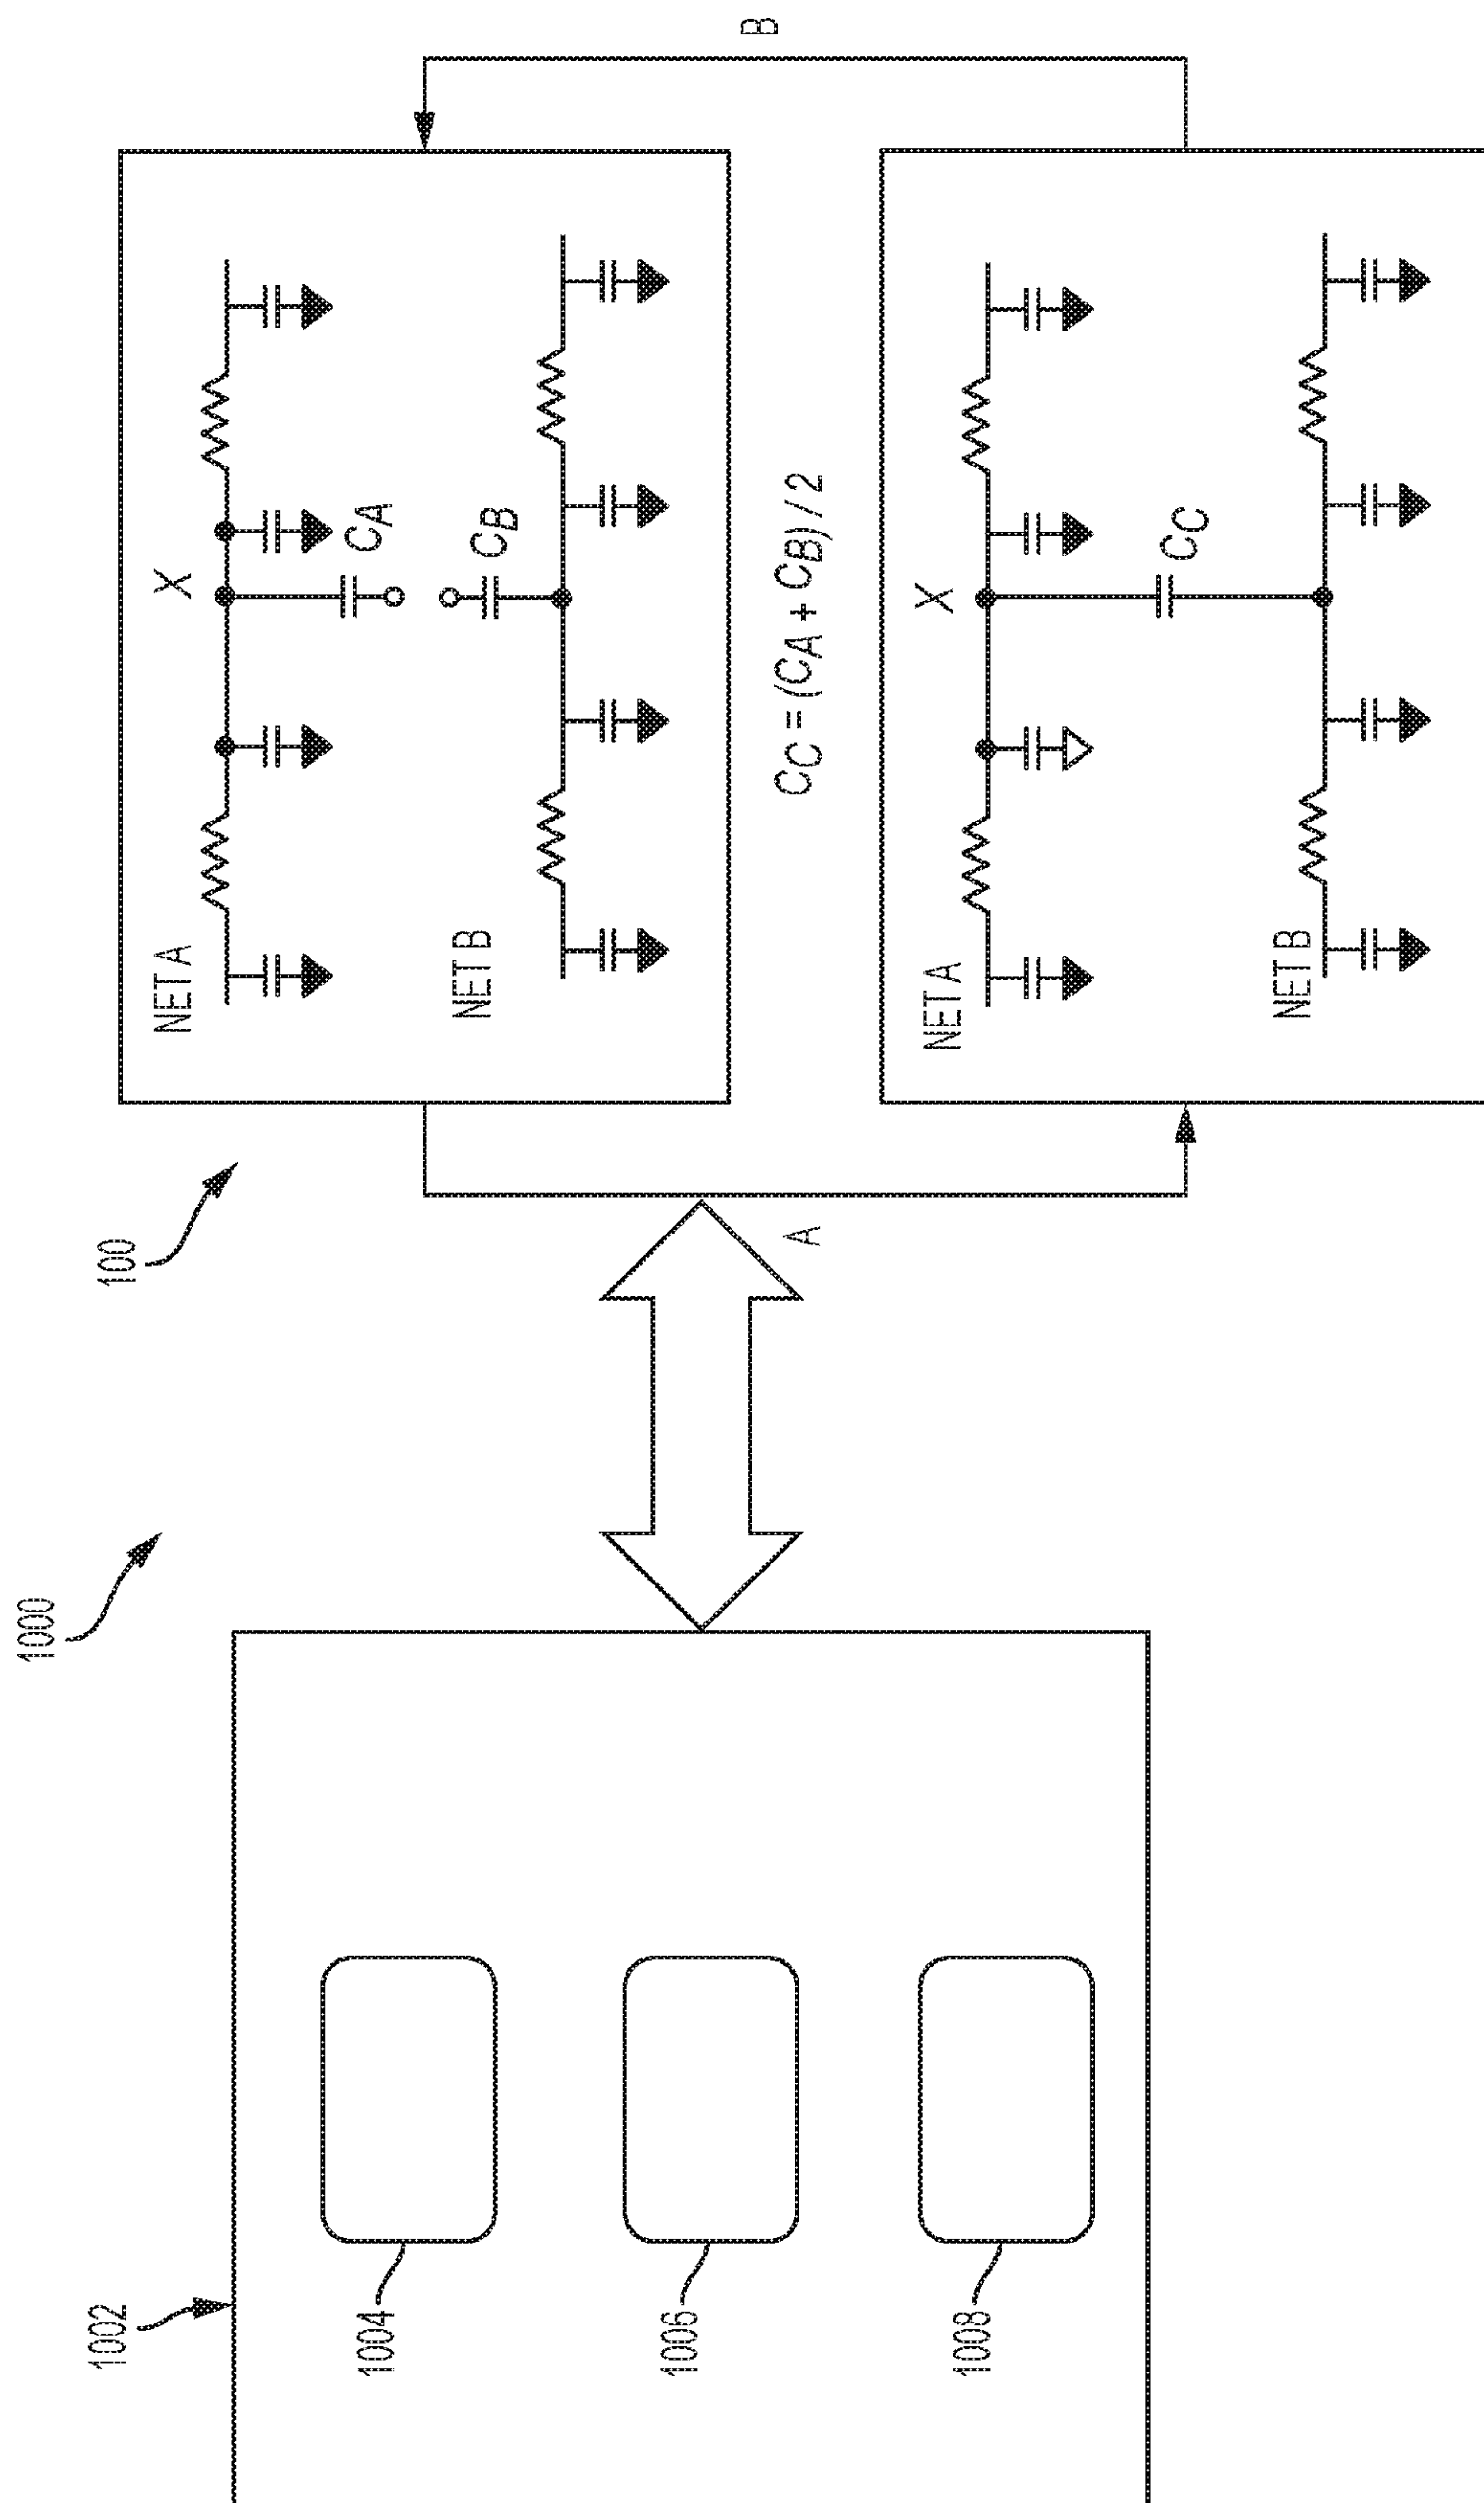 1000
1002
1004
1006
1008
100
A
NET A
X
CA
NET B
CB
CC = (CA + CB) / 2
NET A
X
CC
NET B
B